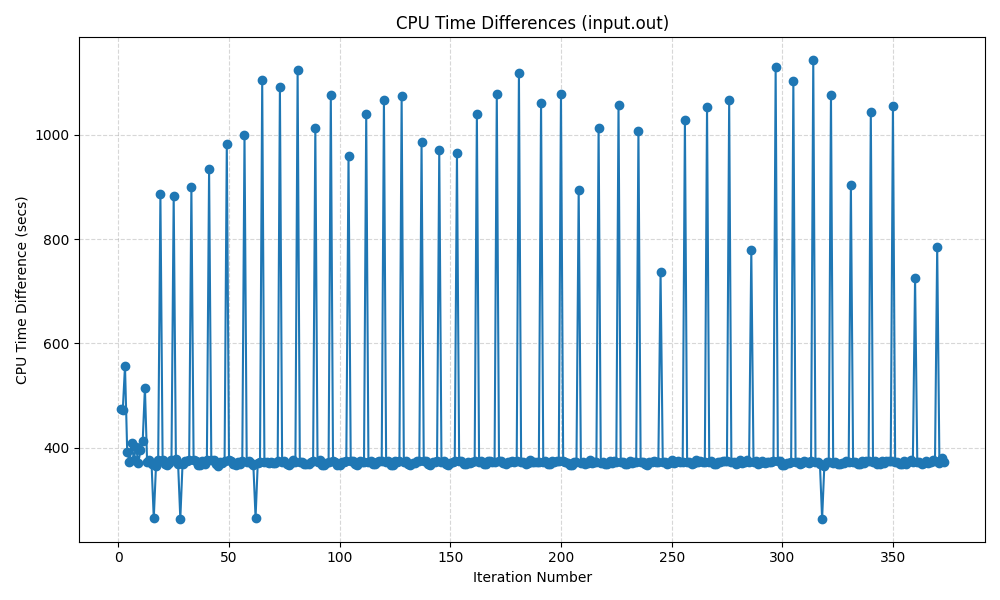 CPU Time Differences (input.out)
CPU Time Difference (secs)
1000
800
600
400
0 50 100 150 200 250 300 350
Iteration Number